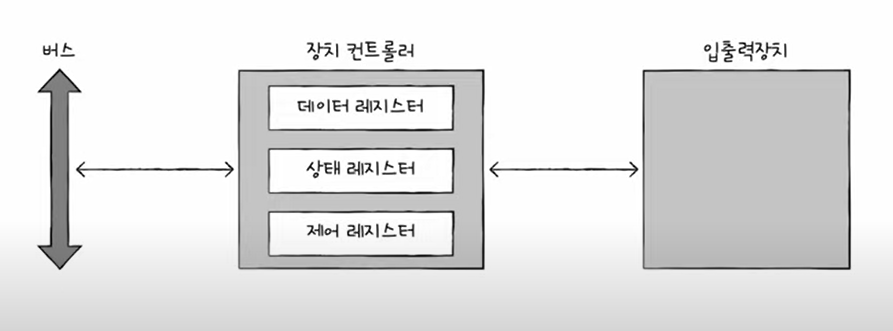 버스
장치 컨트롤러
입출력장치
데이터 레지스터
상태 레지스터
제어 레지스터